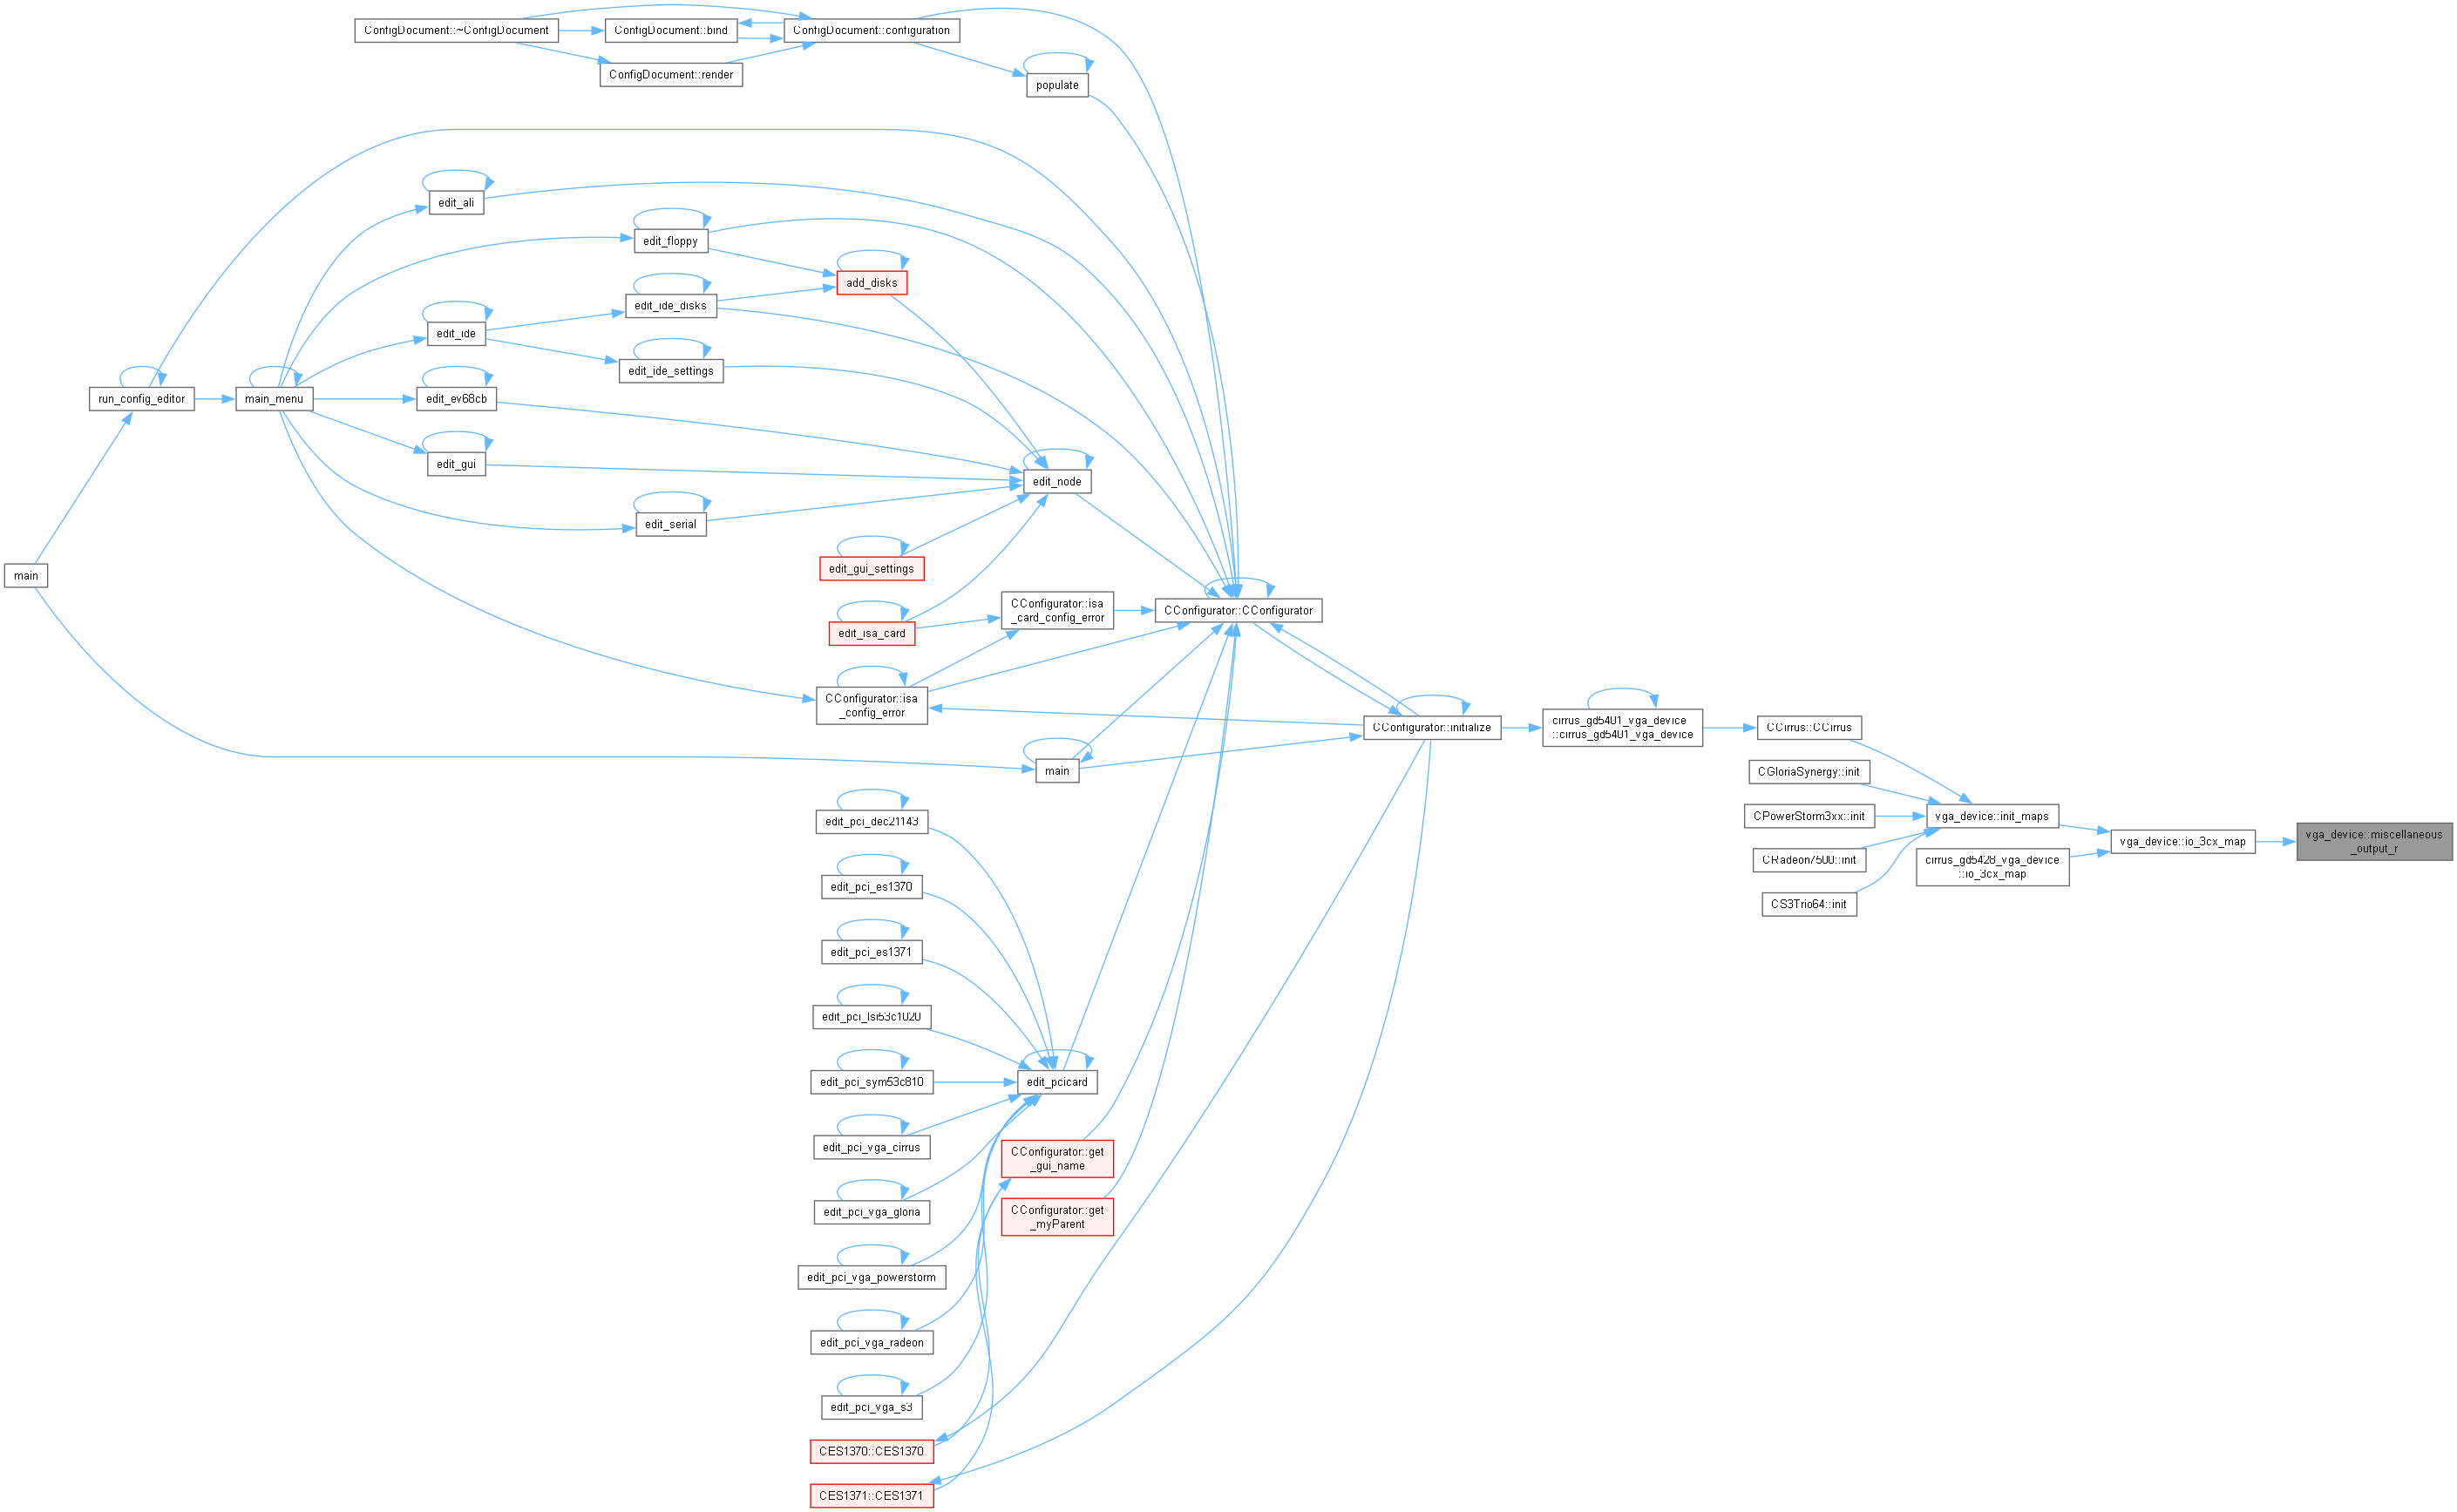 ConfigDocument::~ConfigDocument
ConfigDocument::bind
ConfigDocument::configuration
ConfigDocument::render
populate
edit_ali
edit_floppy
add_disks
edit_ide_disks
edit_ide
edit_ide_settings
run_config_editor
main_menu
edit_ev68cb
edit_gui
edit_node
edit_serial
edit_gui_settings
main
CConfigurator::isa
_card_config_error
CConfigurator::CConfigurator
edit_isa_card
CConfigurator::isa
_config_error
CConfigurator::initialize
cirrus_gd5401_vga_device
::cirrus_gd5401_vga_device
CCirrus::CCirrus
main
CGloriaSynergy::init
CPowerStorm3xx::init
vga_device::init_maps
edit_pci_dec21143
vga_device::io_3cx_map
vga_device::miscellaneous
_output_r
CRadeon7500::init
cirrus_gd5428_vga_device
::io_3cx_map
edit_pci_es1370
CS3Trio64::init
edit_pci_es1371
edit_pci_lsi53c1020
edit_pci_sym53c810
edit_pcicard
edit_pci_vga_cirrus
CConfigurator::get
_gui_name
edit_pci_vga_gloria
CConfigurator::get
_myParent
edit_pci_vga_powerstorm
edit_pci_vga_radeon
edit_pci_vga_s3
CES1370::CES1370
CES1371::CES1371